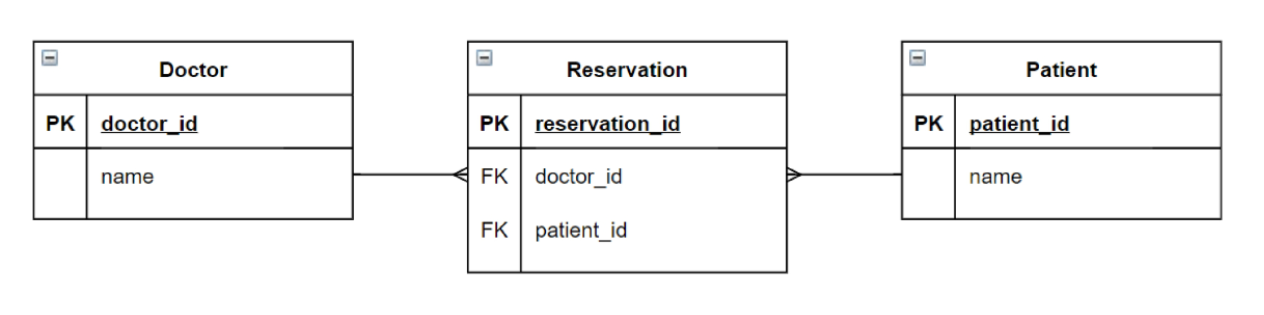 Doctor
PK doctor_id
name
Reservation
PK reservation_id
FK doctor_id
FK patient_id
Patient
PK patient_id
name